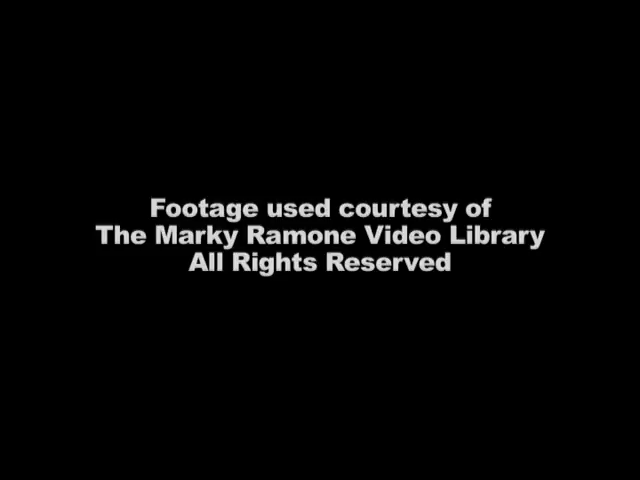 Footage used courtesy of
The Marky Ramone Video Library
All Rights Reserved